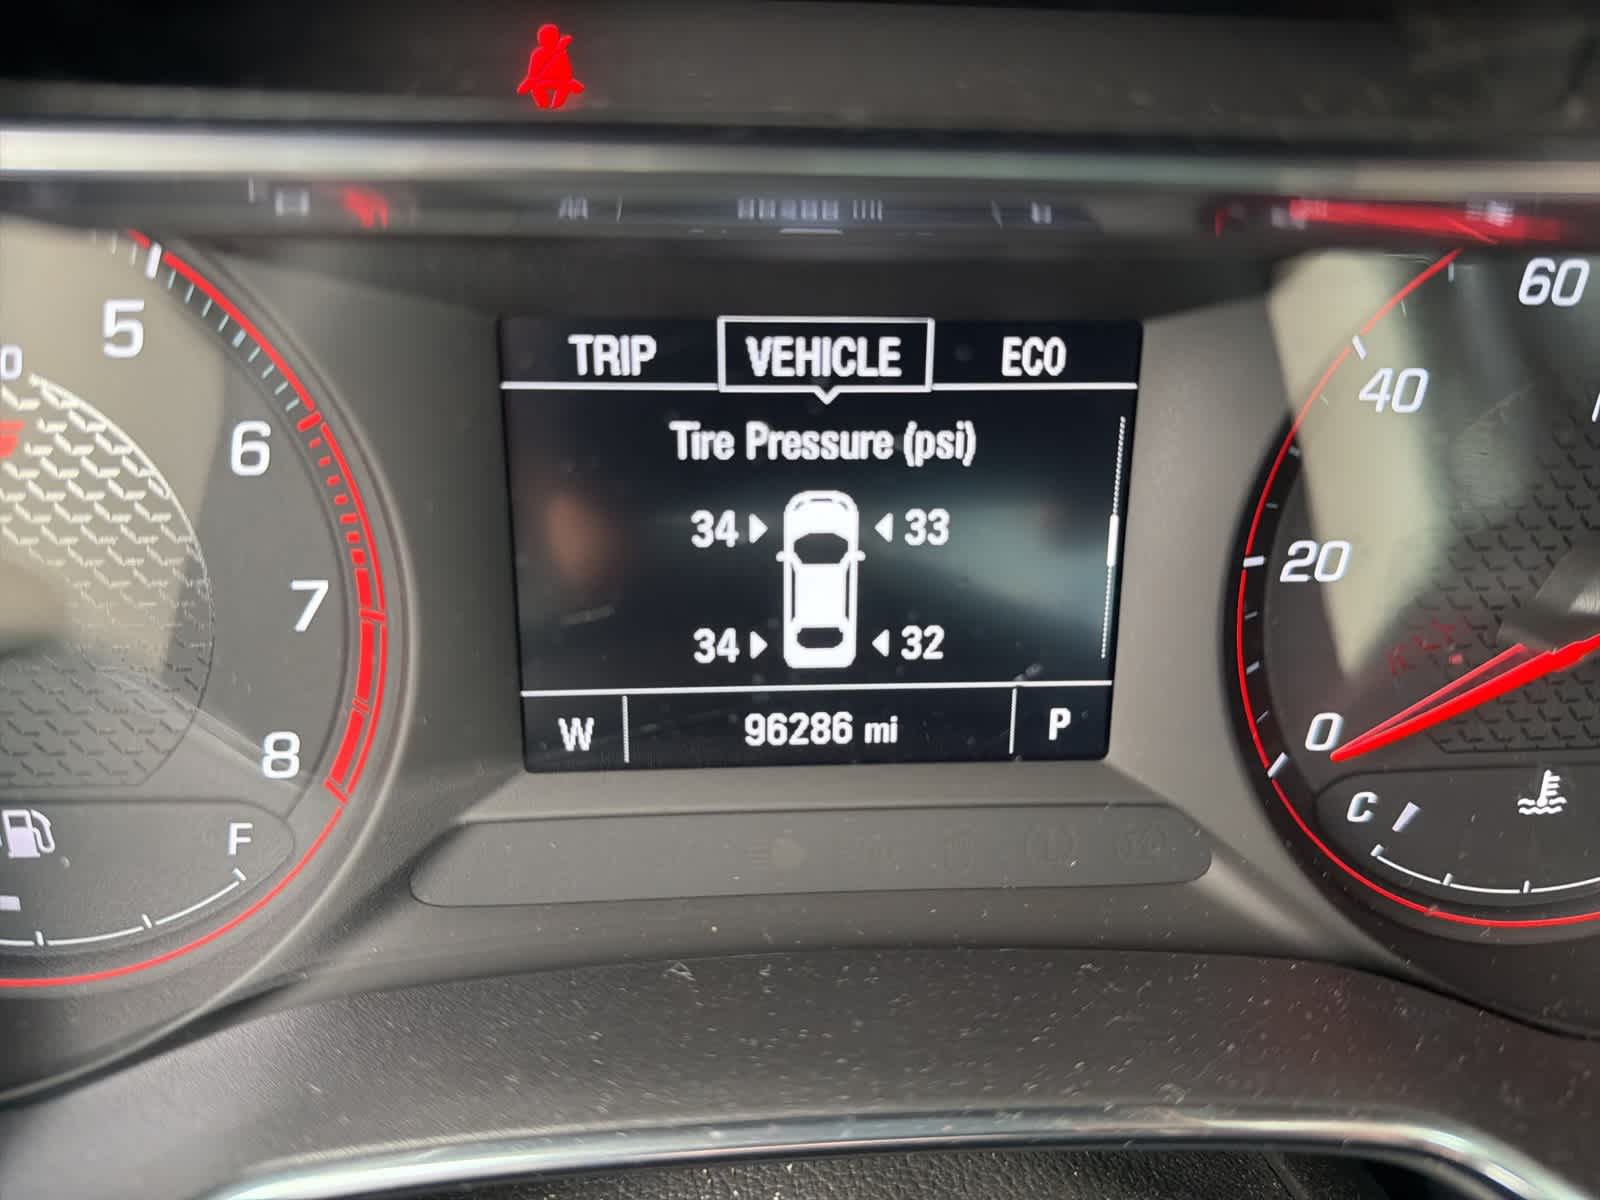 TRIP VEHICLE ECO
Tire Pressure (psi)
34 33
34 32
W 96286 mi P
5
6
7
8
F
60
40
20
0
C